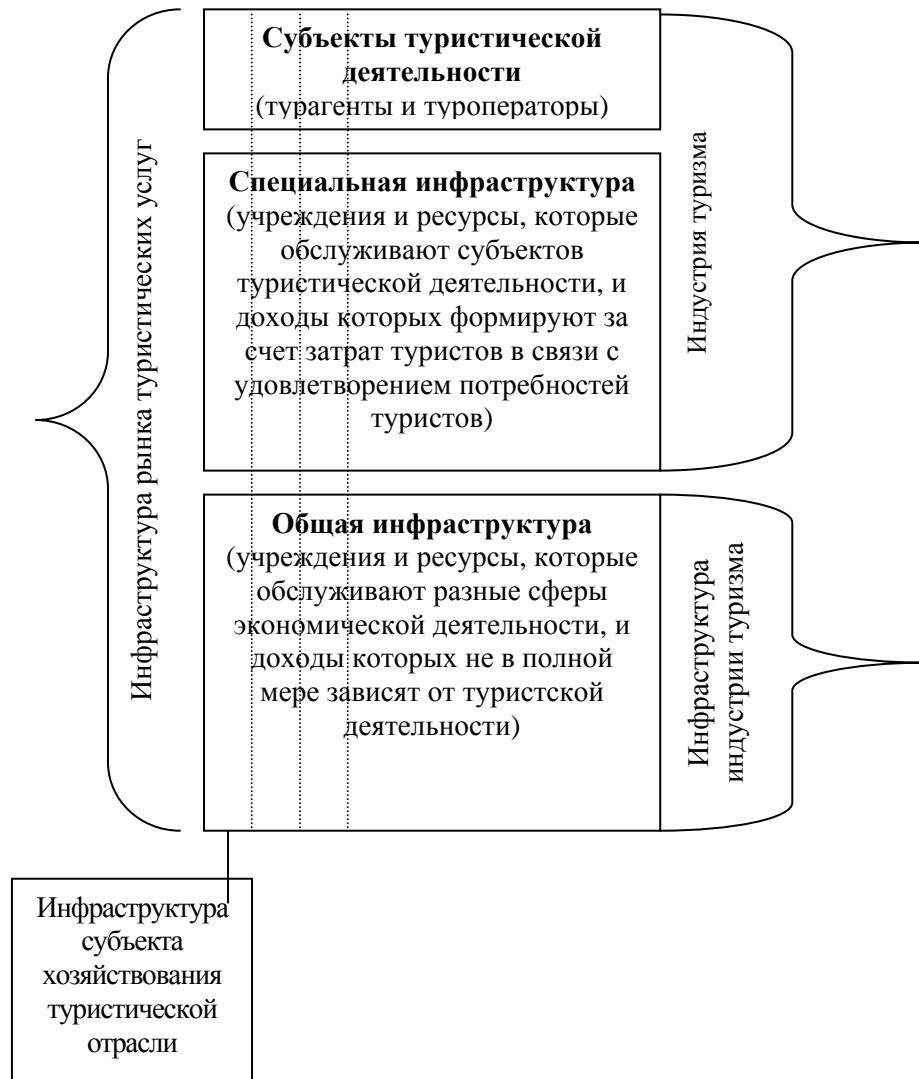 Субъекты туристической
деятельности
(турагенты и туроператоры)
Специальная инфраструктура
(учреждения и ресурсы, которые
обслуживают субъектов
туристической деятельности, и
доходы которых формируют за
счет затрат туристов в связи с
удовлетворением потребностей
туристов)
Общая инфраструктура
(учреждения и ресурсы, которые
обслуживают разные сферы
экономической деятельности, и
доходы которых не в полной
мере зависят от туристской
деятельности)
Инфраструктура рынка туристических услуг
Индустрия туризма
Инфраструктура
индустрии туризма
Инфраструктура
субъекта
хозяйствования
туристической
отрасли